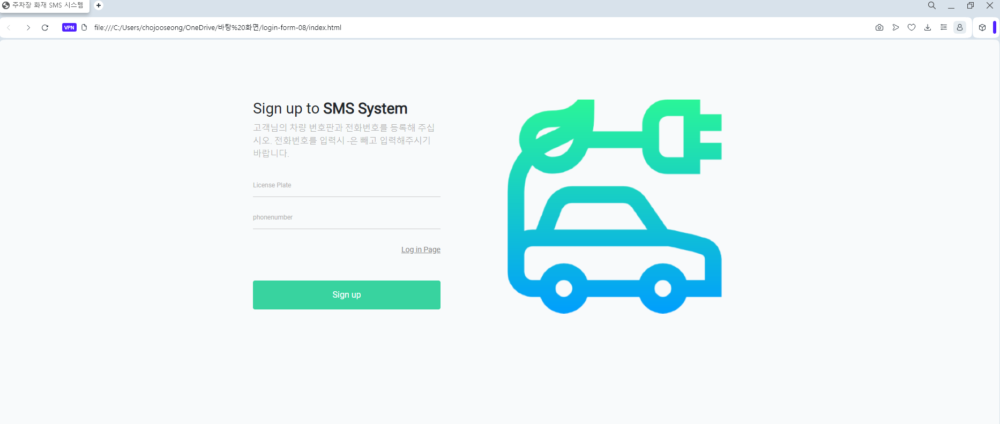 주차장 화재 SMS 시스템
VPN
file:///C:/Users/chojooseong/OneDrive/바탕%20화면/login-form-08/index.html
Sign up to SMS System
고객님의 차량 번호판과 전화번호를 등록해 주십
시오. 전화번호를 입력시 -은 빼고 입력해주시기
바랍니다.
License Plate
phonenumber
Log in Page
Sign up